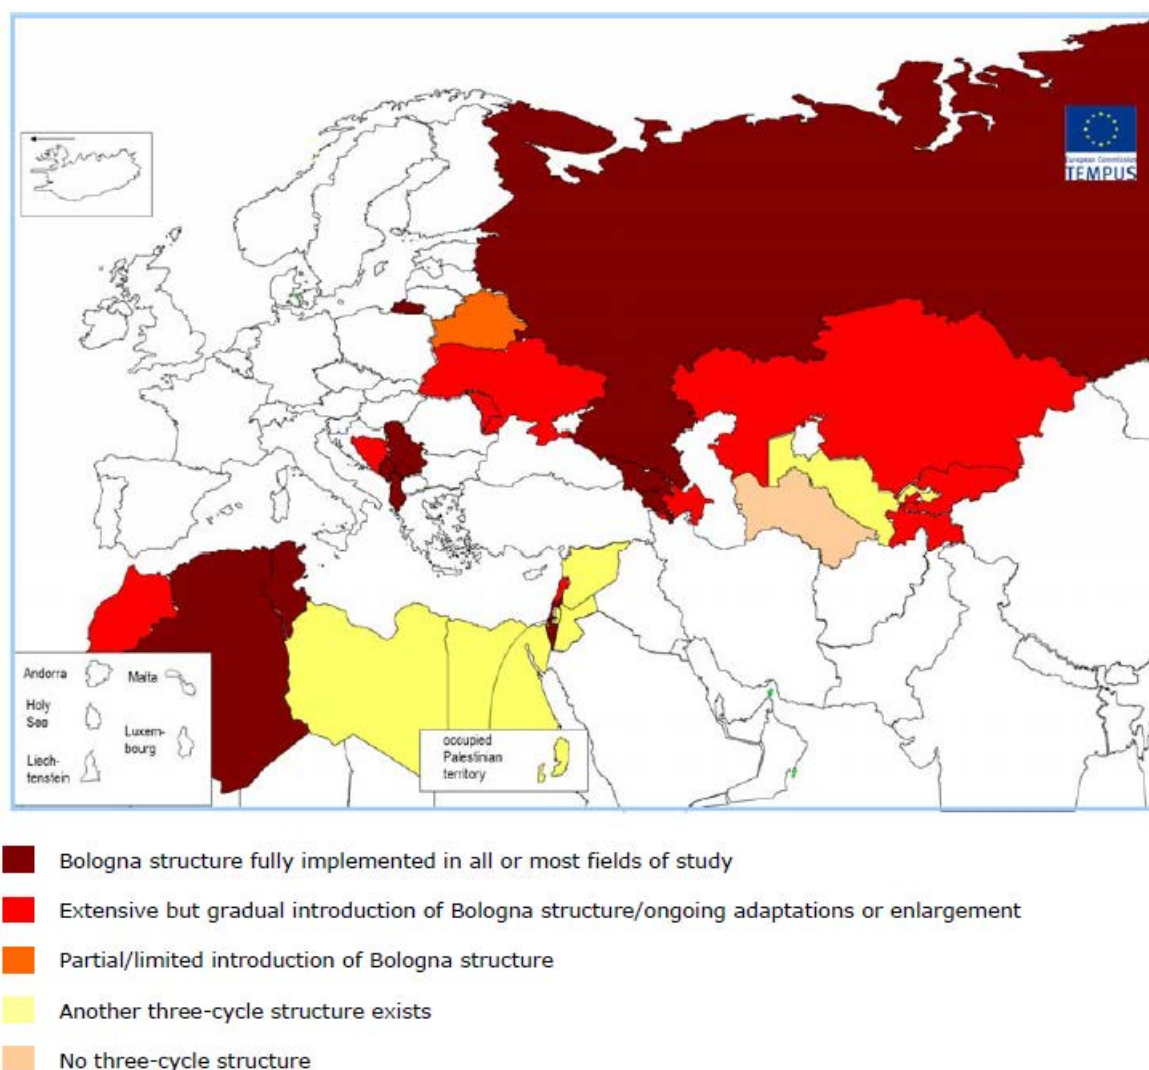 European Commission
TEMPUS
Andorra
Malta
Holy
See
Luxem-
bourg
Liech-
tenstein
occupied
Palestinian
territory
Bologna structure fully implemented in all or most fields of study
Extensive but gradual introduction of Bologna structure/ongoing adaptations or enlargement
Partial/limited introduction of Bologna structure
Another three-cycle structure exists
No three-cycle structure